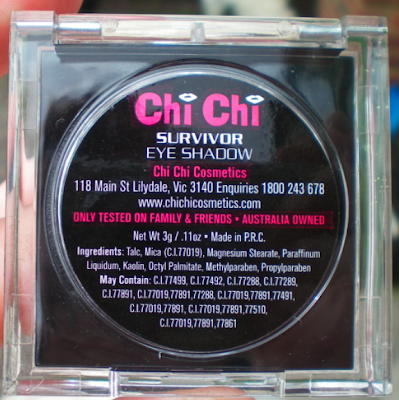 Chi Chi
SURVIVOR
EYE SHADOW
Chi Chi Cosmetics
118 Main St Lilydale, Vic 3140 Enquiries 1800 243 678
www.chichicosmetics.com
ONLY TESTED ON FAMILY & FRIENDS • AUSTRALIA OWNED
Net Wt 3g / .11oz • Made in P.R.C.
Ingredients: Talc, Mica (C.I.77019), Magnesium Stearate, Paraffinum
Liquidum, Kaolin, Octyl Palmitate, Methylparaben, Propylparaben
May Contain: C.I.77499, C.I.77492, C.I.77288, C.I.77289,
C.I.77891, C.I.77019,77891,77288, C.I.77019,77891,77491,
C.I.77019,77891, C.I.77019,77891,77510,
C.I.77019,77891,77861